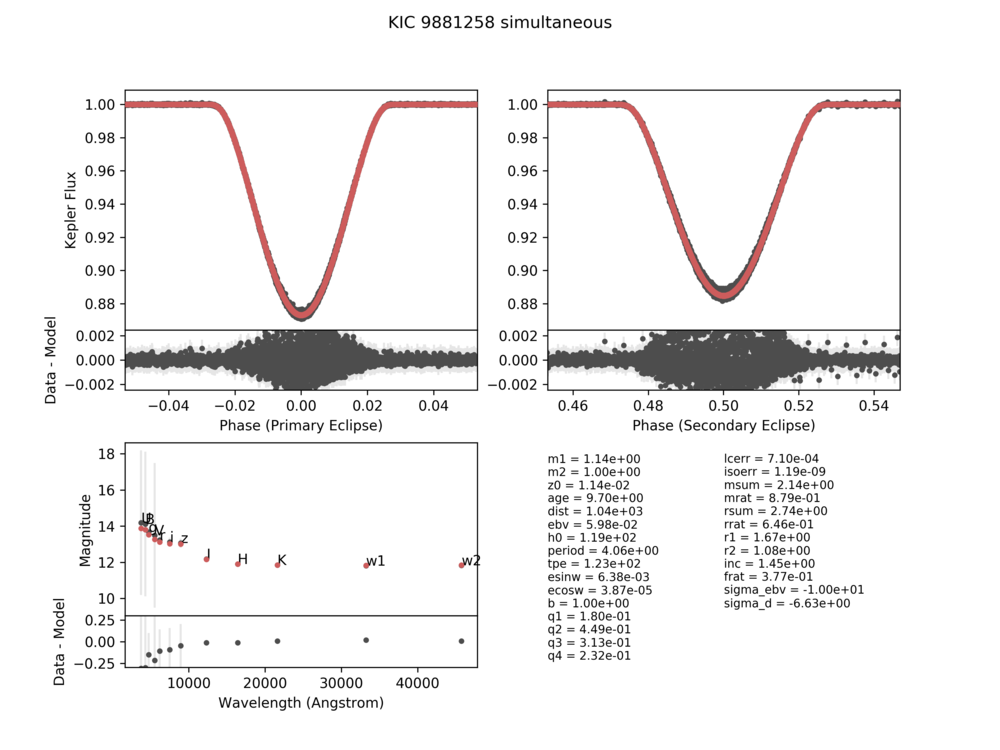 KIC 9881258 simultaneous
Kepler Flux
1.00
0.98
0.96
0.94
0.92
0.90
0.88
Data - Model
0.002
0.000
−0.002
−0.04 −0.02 0.00 0.02 0.04
Phase (Primary Eclipse)
1.00
0.98
0.96
0.94
0.92
0.90
0.88
0.002
0.000
−0.002
0.46 0.48 0.50 0.52 0.54
Phase (Secondary Eclipse)
Magnitude
18
16
14
12
10
i z
J
H
K
w1
w2
Data - Model
0.25
0.00
−0.25
10000 20000 30000 40000
Wavelength (Angstrom)
m1 = 1.14e+00
m2 = 1.00e+00
z0 = 1.14e-02
age = 9.70e+00
dist = 1.04e+03
ebv = 5.98e-02
h0 = 1.19e+02
period = 4.06e+00
tpe = 1.23e+02
esinw = 6.38e-03
ecosw = 3.87e-05
b = 1.00e+00
q1 = 1.80e-01
q2 = 4.49e-01
q3 = 3.13e-01
q4 = 2.32e-01
lcerr = 7.10e-04
isoerr = 1.19e-09
msum = 2.14e+00
mrat = 8.79e-01
rsum = 2.74e+00
rrat = 6.46e-01
r1 = 1.67e+00
r2 = 1.08e+00
inc = 1.45e+00
frat = 3.77e-01
sigma_ebv = -1.00e+01
sigma_d = -6.63e+00